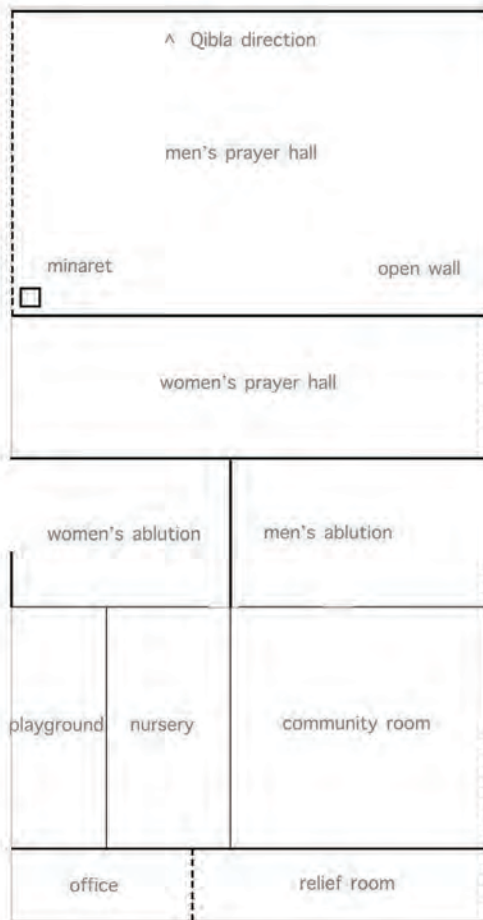 ^ Qibla direction
men's prayer hall
minaret
open wall
women's prayer hall
women's ablution
men's ablution
playground
nursery
community room
office
relief room